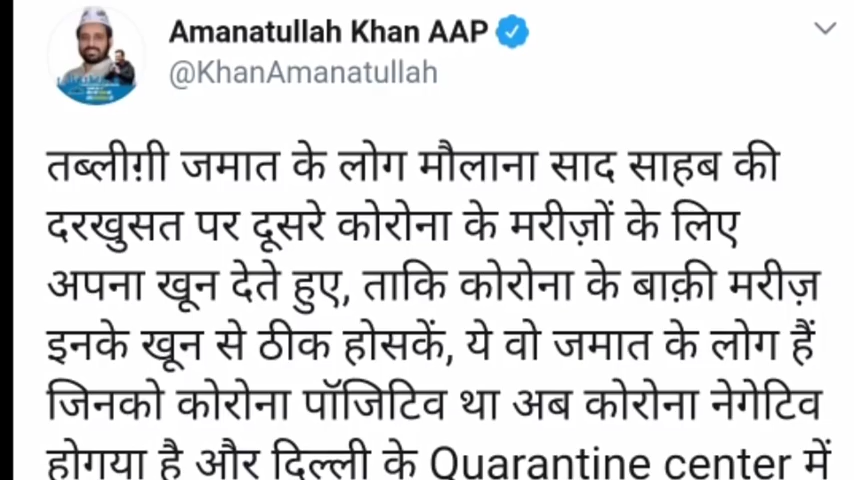 Amanatullah Khan AAP
@KhanAmanatullah
तब्लीग़ी जमात के लोग मौलाना साद साहब की
दरखुसत पर दूसरे कोरोना के मरीज़ों के लिए
अपना खून देते हुए, ताकि कोरोना के बाक़ी मरीज़
इनके खून से ठीक होसकें, ये वो जमात के लोग हैं
जिनको कोरोना पॉजिटिव था अब कोरोना नेगेटिव
होगया है और दिल्ली के Quarantine center में